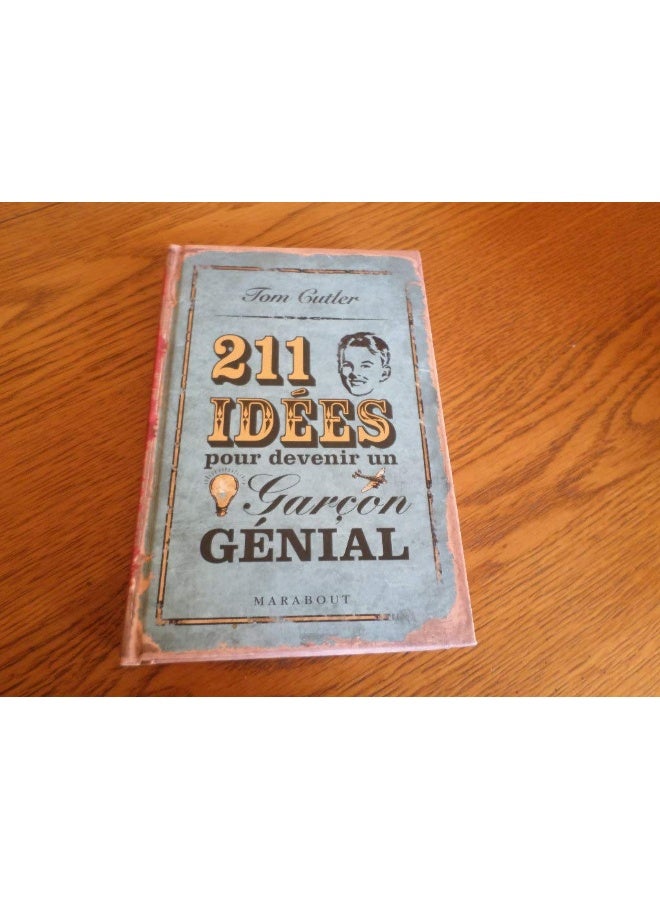 Tom Cutler
211
IDÉES
pour devenir un
Garçon
GÉNIAL
MARABOUT